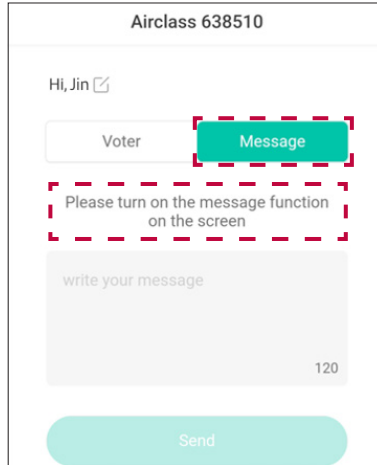 Airclass 638510
Hi, Jin
Voter
Message
Please turn on the message function
on the screen
write your message
120
Send